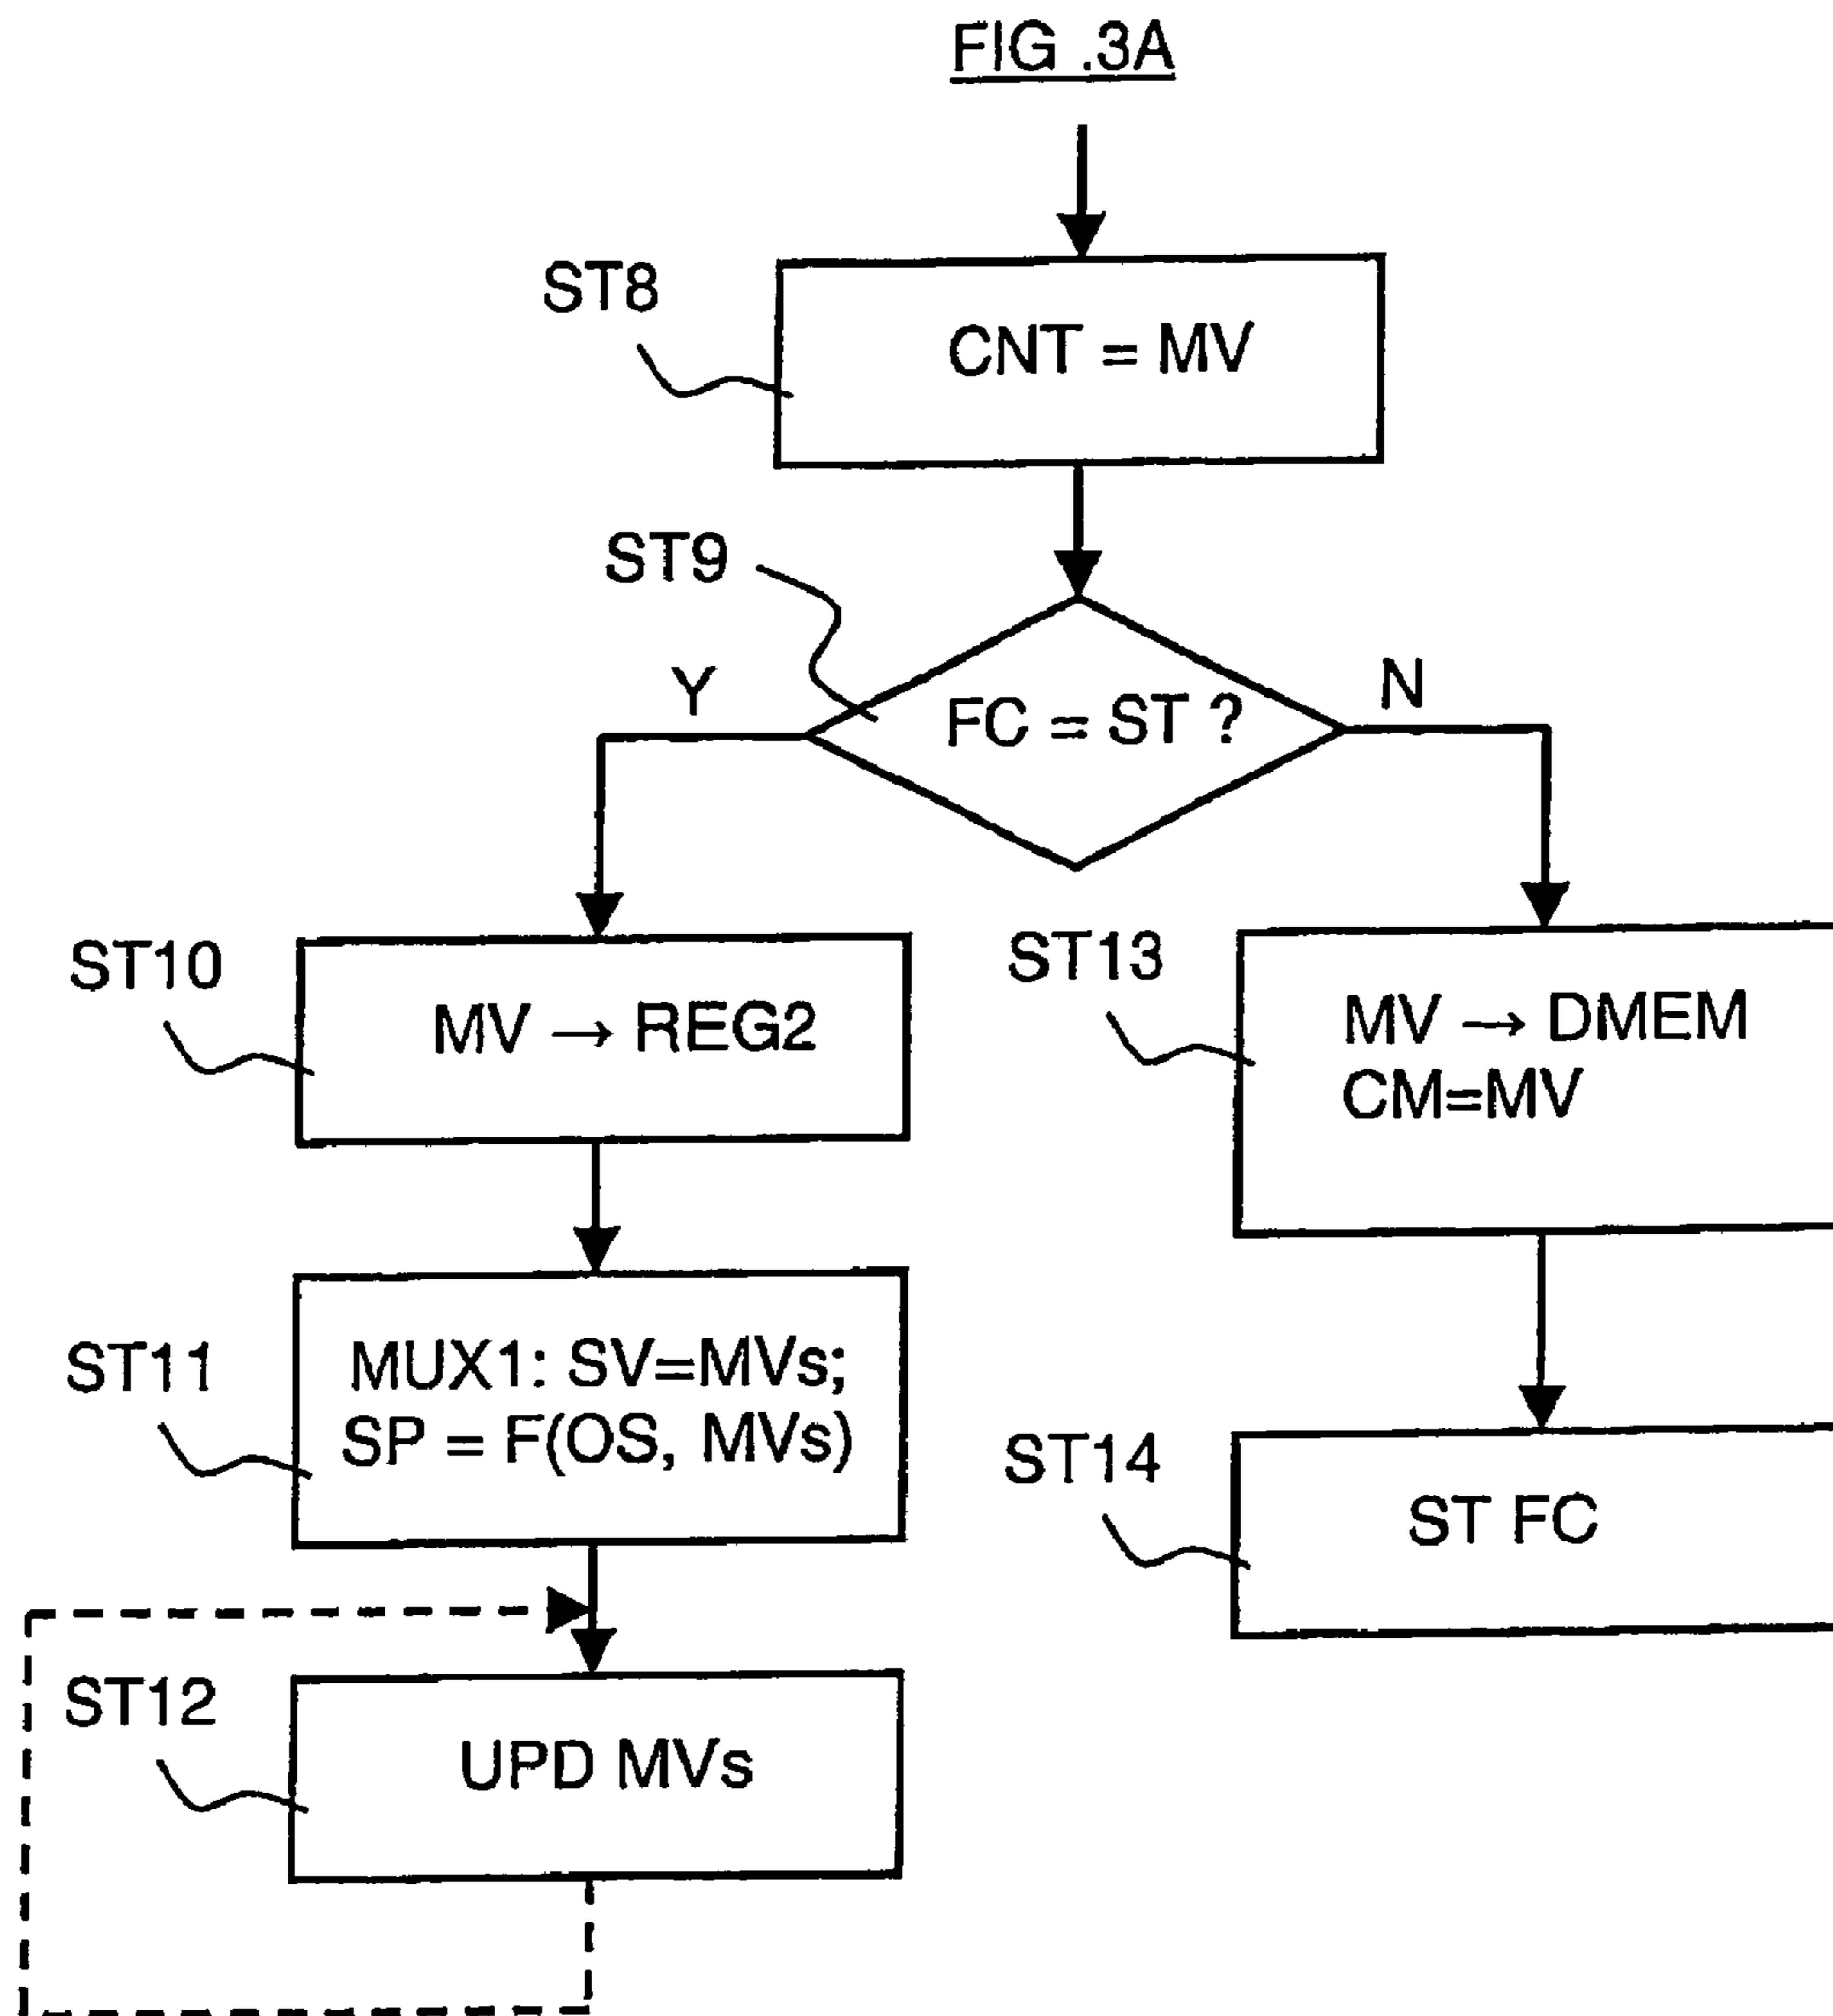 FIG .3A
ST8
CNT = MV
ST9
Y
FC = ST ?
N
ST10
MV → REG2
ST13
MV → DMEM
CM=MV
ST11
MUX1: SV=MVs;
SP = F(OS, MVs)
ST14
ST FC
ST12
UPD MVs